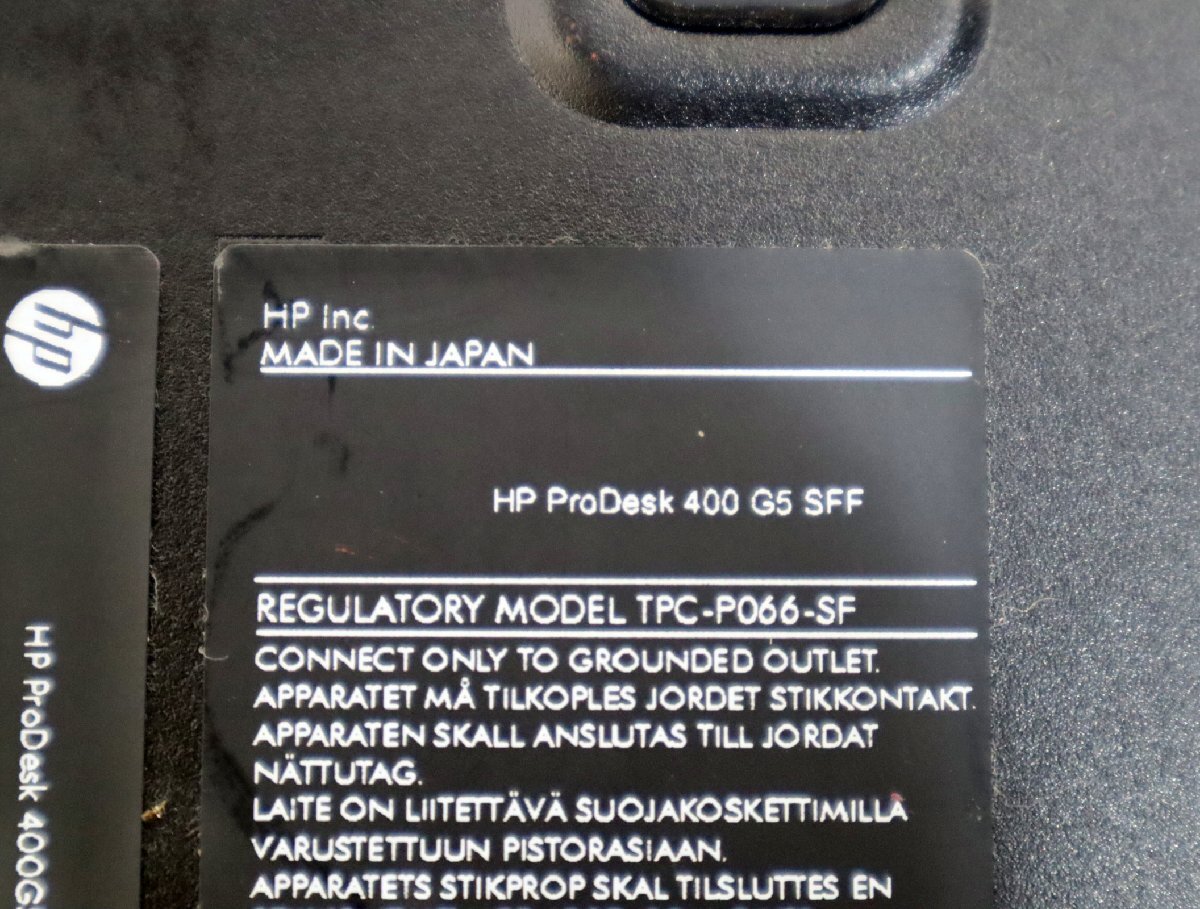 hp
HP ProDesk 400G
HP Inc.
MADE IN JAPAN
HP ProDesk 400 G5 SFF
REGULATORY MODEL TPC-P066-SF
CONNECT ONLY TO GROUNDED OUTLET.
APPARATET MÅ TILKOPLES JORDET STIKKONTAKT.
APPARATEN SKALL ANSLUTAS TILL JORDAT
NÄTTUTAG.
LAITE ON LIITETTÄVÄ SUOJAKOSKETTIMILLA
VARUSTETTUUN PISTORASIAAN.
APPARATETS STIKPROP SKAL TILSLUTTES EN